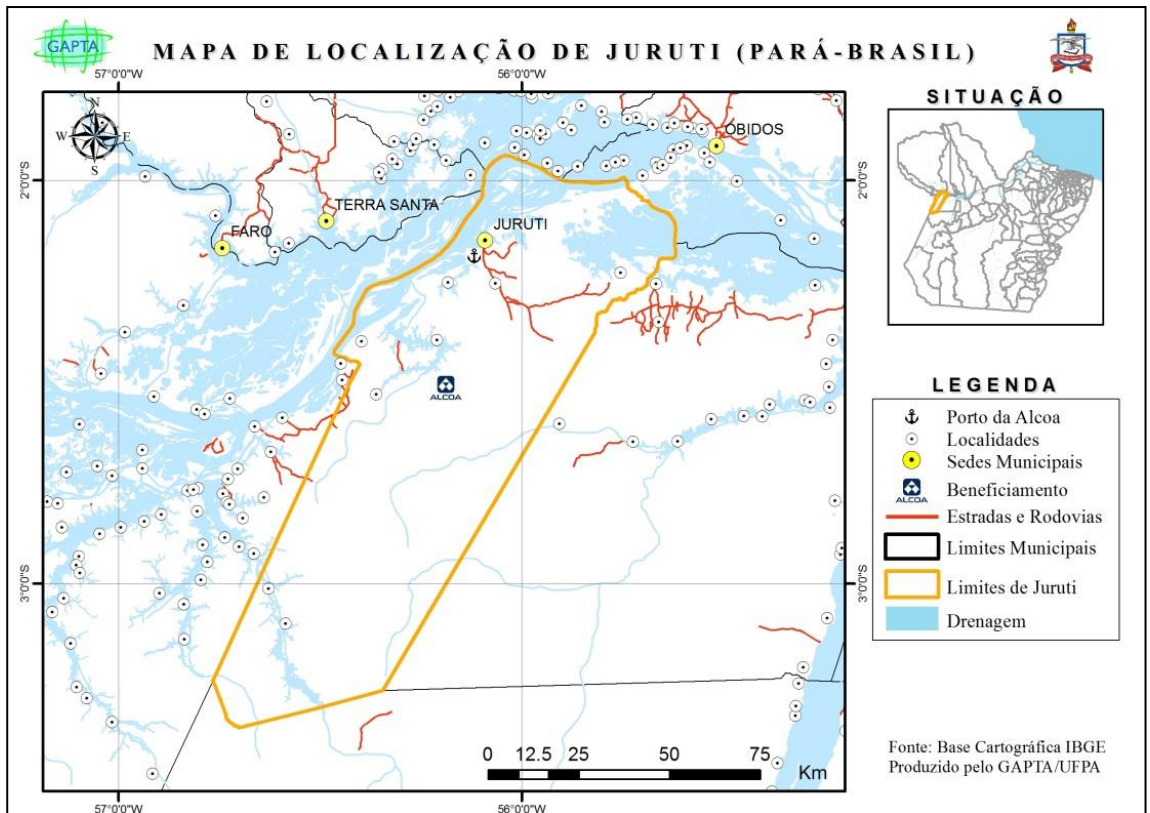 GAPTA
MAPA DE LOCALIZAÇÃO DE JURUTI (PARÁ-BRASIL)
57°0'0"W
56°0'0"W
N
W E
S
2°0'0"S
2°0'0"S
ÓBIDOS
TERRA SANTA
FARO
JURUTI
ALCOA
3°0'0"S
3°0'0"S
0 12.5 25 50 75
Km
57°0'0"W
56°0'0"W
SITUAÇÃO
LEGENDA
Porto da Alcoa
Localidades
Sedes Municipais
ALCOA
Beneficiamento
Estradas e Rodovias
Limites Municipais
Limites de Juruti
Drenagem
Fonte: Base Cartográfica IBGE
Produzido pelo GAPTA/UFPA